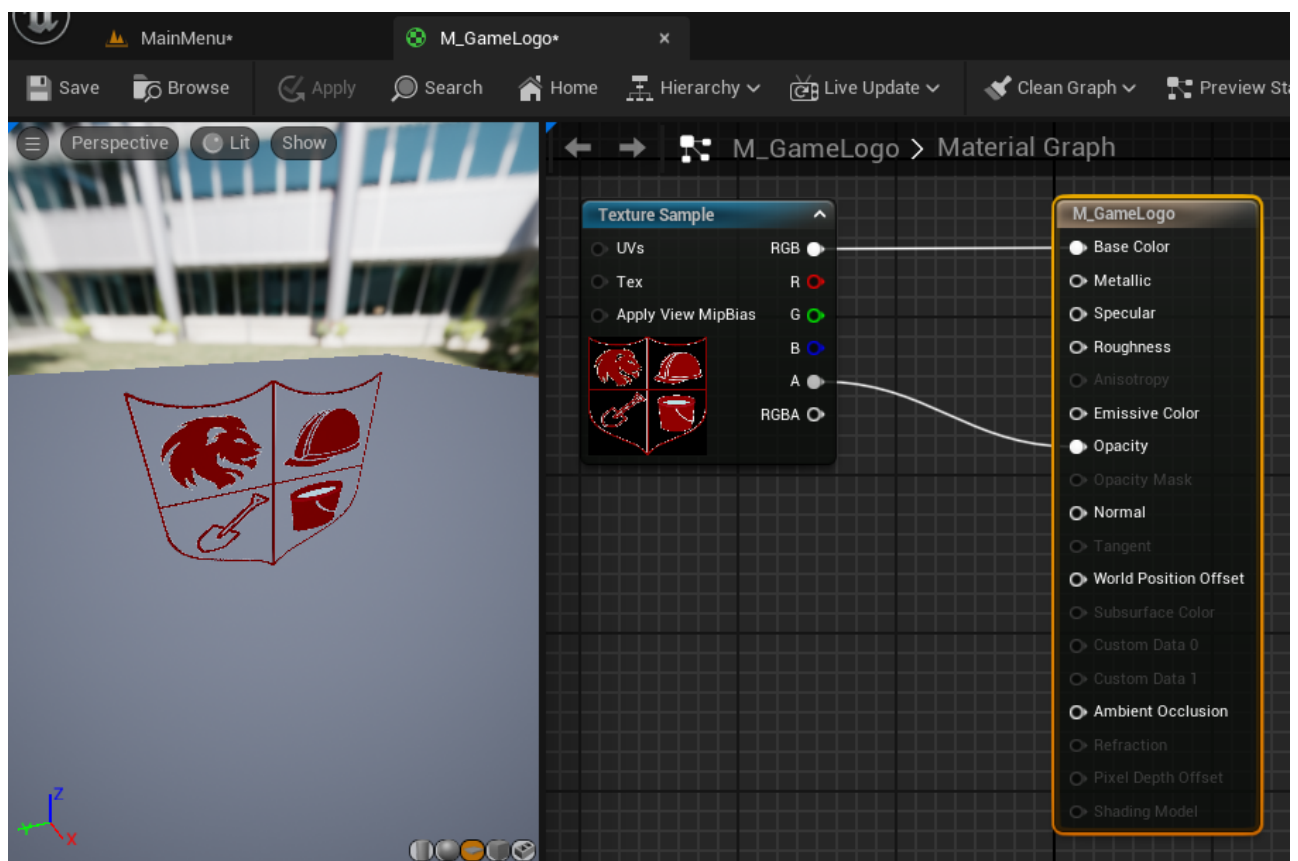 MainMenu*
M_GameLogo*
Save Browse Apply Search Home Hierarchy Live Update Clean Graph Preview Sta
Perspective Lit Show
M_GameLogo > Material Graph
Texture Sample
UVs RGB
Tex R
Apply View MipBias G
B
A
RGBA
M_GameLogo
Base Color
Metallic
Specular
Roughness
Anisotropy
Emissive Color
Opacity
Opacity Mask
Normal
Tangent
World Position Offset
Subsurface Color
Custom Data 0
Custom Data 1
Ambient Occlusion
Refraction
Pixel Depth Offset
Shading Model
Z
Y
X